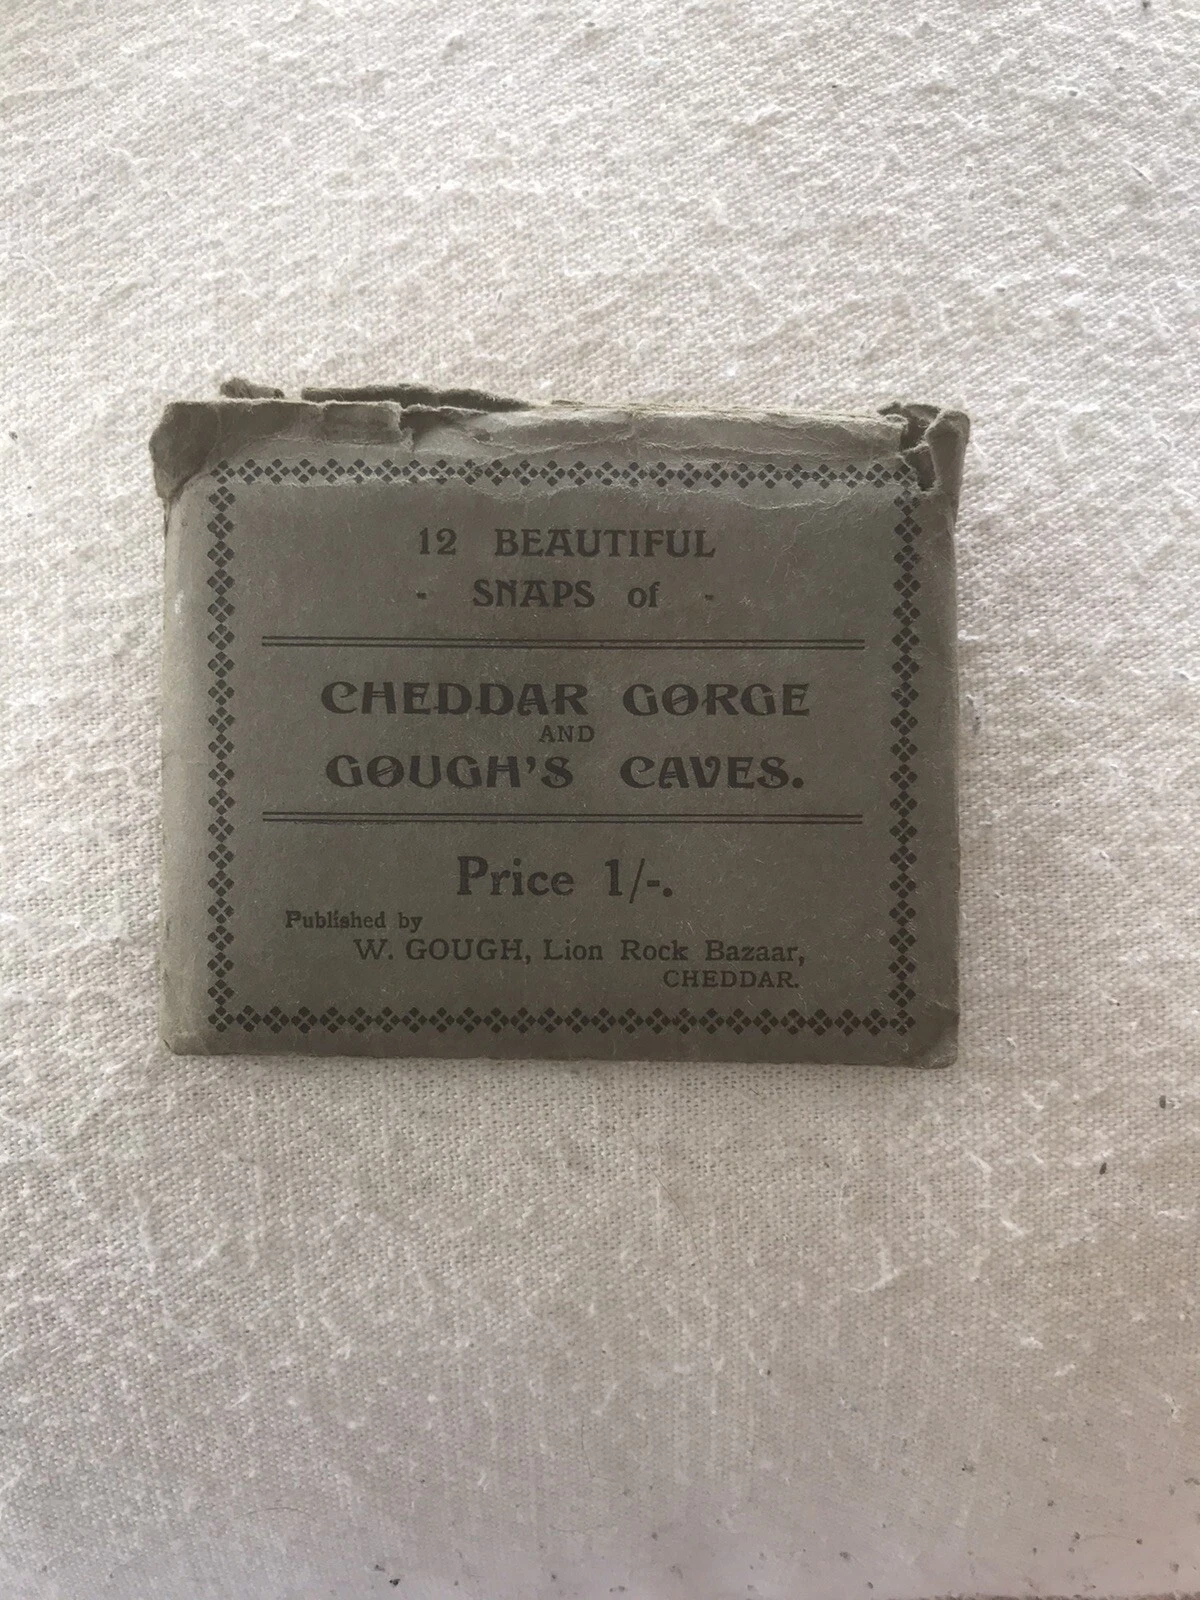 12 BEAUTIFUL
- SNAPS of -
CHEDDAR GORGE
AND
GOUGH'S CAVES.
Price 1/-.
Published by
W. GOUGH, Lion Rock Bazaar,
CHEDDAR.